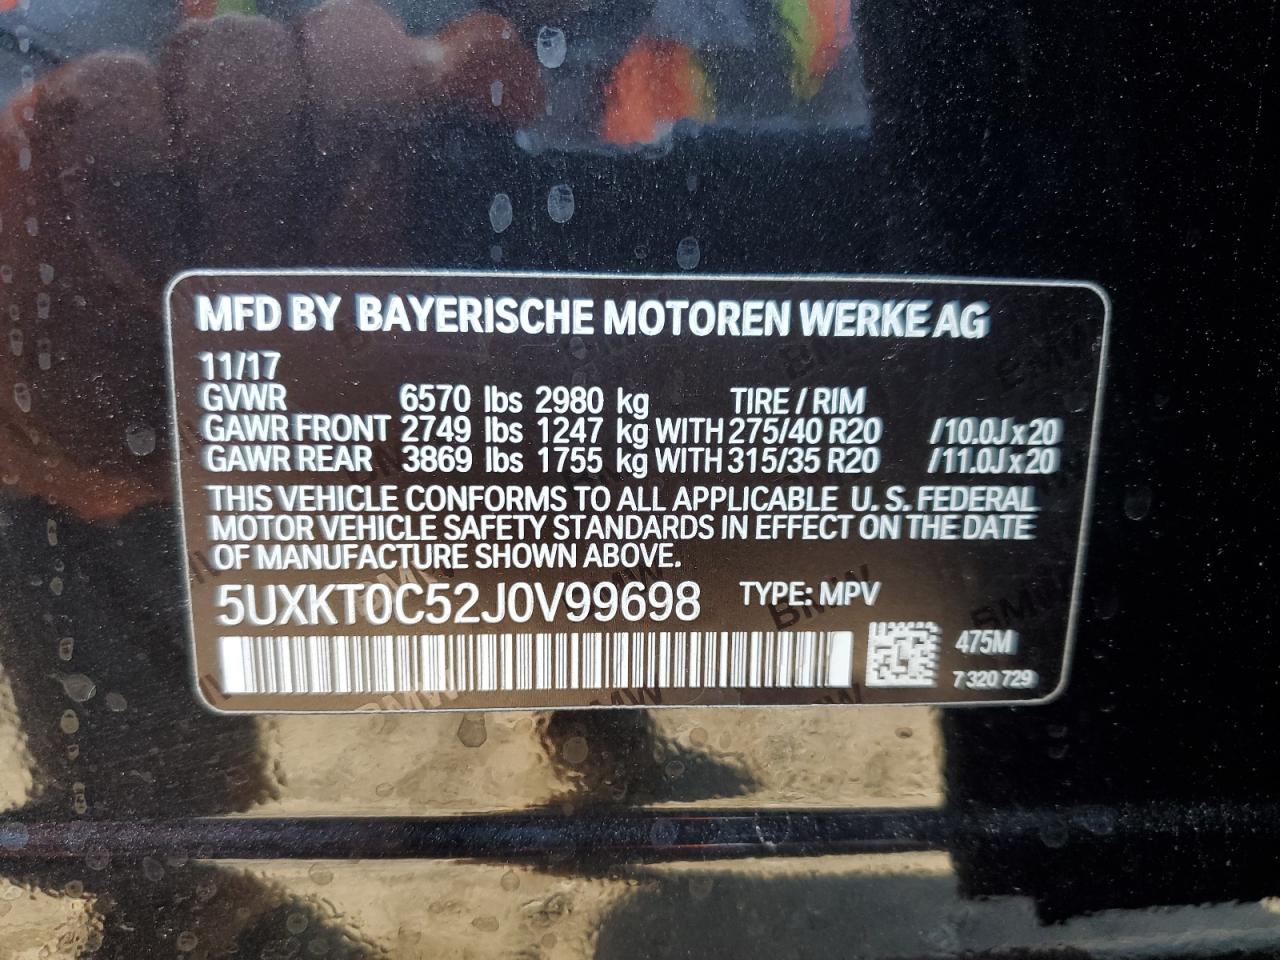 MFD BY BAYERISCHE MOTOREN WERKE AG
11/17
GVWR 6570 lbs 2980 kg TIRE / RIM
GAWR FRONT 2749 lbs 1247 kg WITH 275/40 R20 /10.0J x 20
GAWR REAR 3869 lbs 1755 kg WITH 315/35 R20 /11.0J x 20
THIS VEHICLE CONFORMS TO ALL APPLICABLE U. S. FEDERAL
MOTOR VEHICLE SAFETY STANDARDS IN EFFECT ON THE DATE
OF MANUFACTURE SHOWN ABOVE.
5UXKT0C52J0V99698 TYPE: MPV
475M
7 320 729